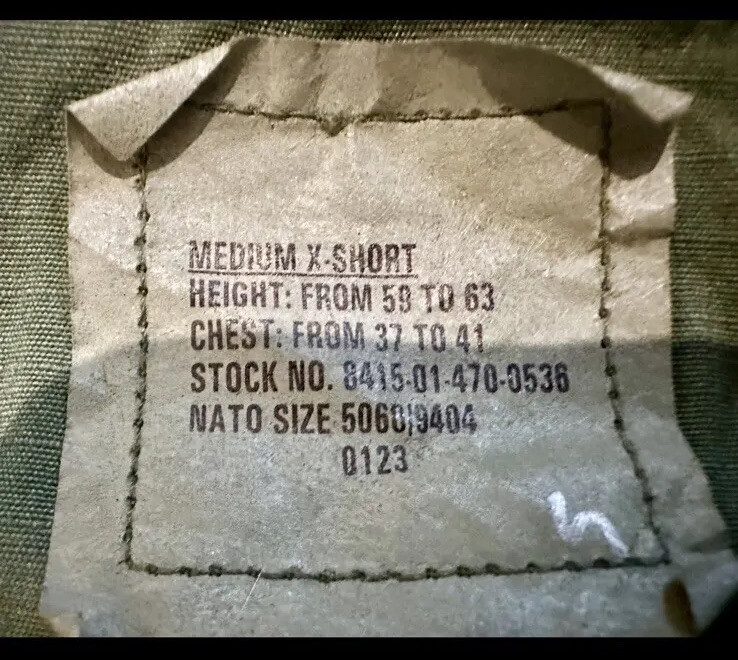 MEDIUM X-SHORT
HEIGHT: FROM 59 TO 63
CHEST: FROM 37 TO 41
STOCK NO. 8415-01-470-0536
NATO SIZE 5060/9404
0123